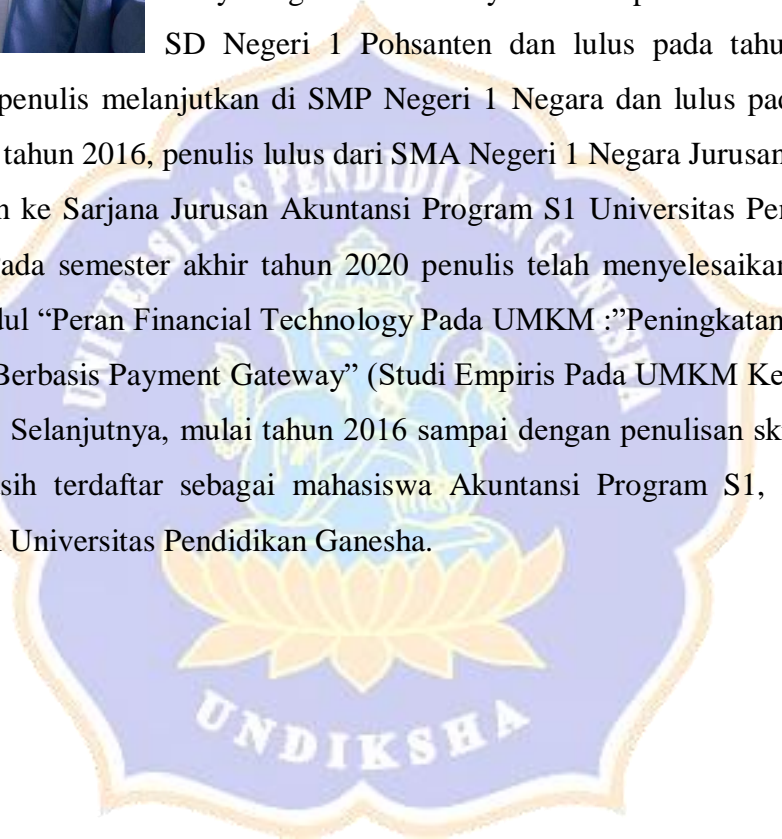 SD Negeri 1 Pohsanten dan lulus pada tahu
penulis melanjutkan di SMP Negeri 1 Negara dan lulus pa
tahun 2016, penulis lulus dari SMA Negeri 1 Negara Jurusan
ke Sarjana Jurusan Akuntansi Program S1 Universitas Pe
ada semester akhir tahun 2020 penulis telah menyelesaikan
dul “Peran Financial Technology Pada UMKM :”Peningkatan
Berbasis Payment Gateway” (Studi Empiris Pada UMKM Ke
Selanjutnya, mulai tahun 2016 sampai dengan penulisan sk
sih terdaftar sebagai mahasiswa Akuntansi Program S1,
Universitas Pendidikan Ganesha.
UNIVERSITAS PENDIDIKAN GANESHA
UNDIKSHA